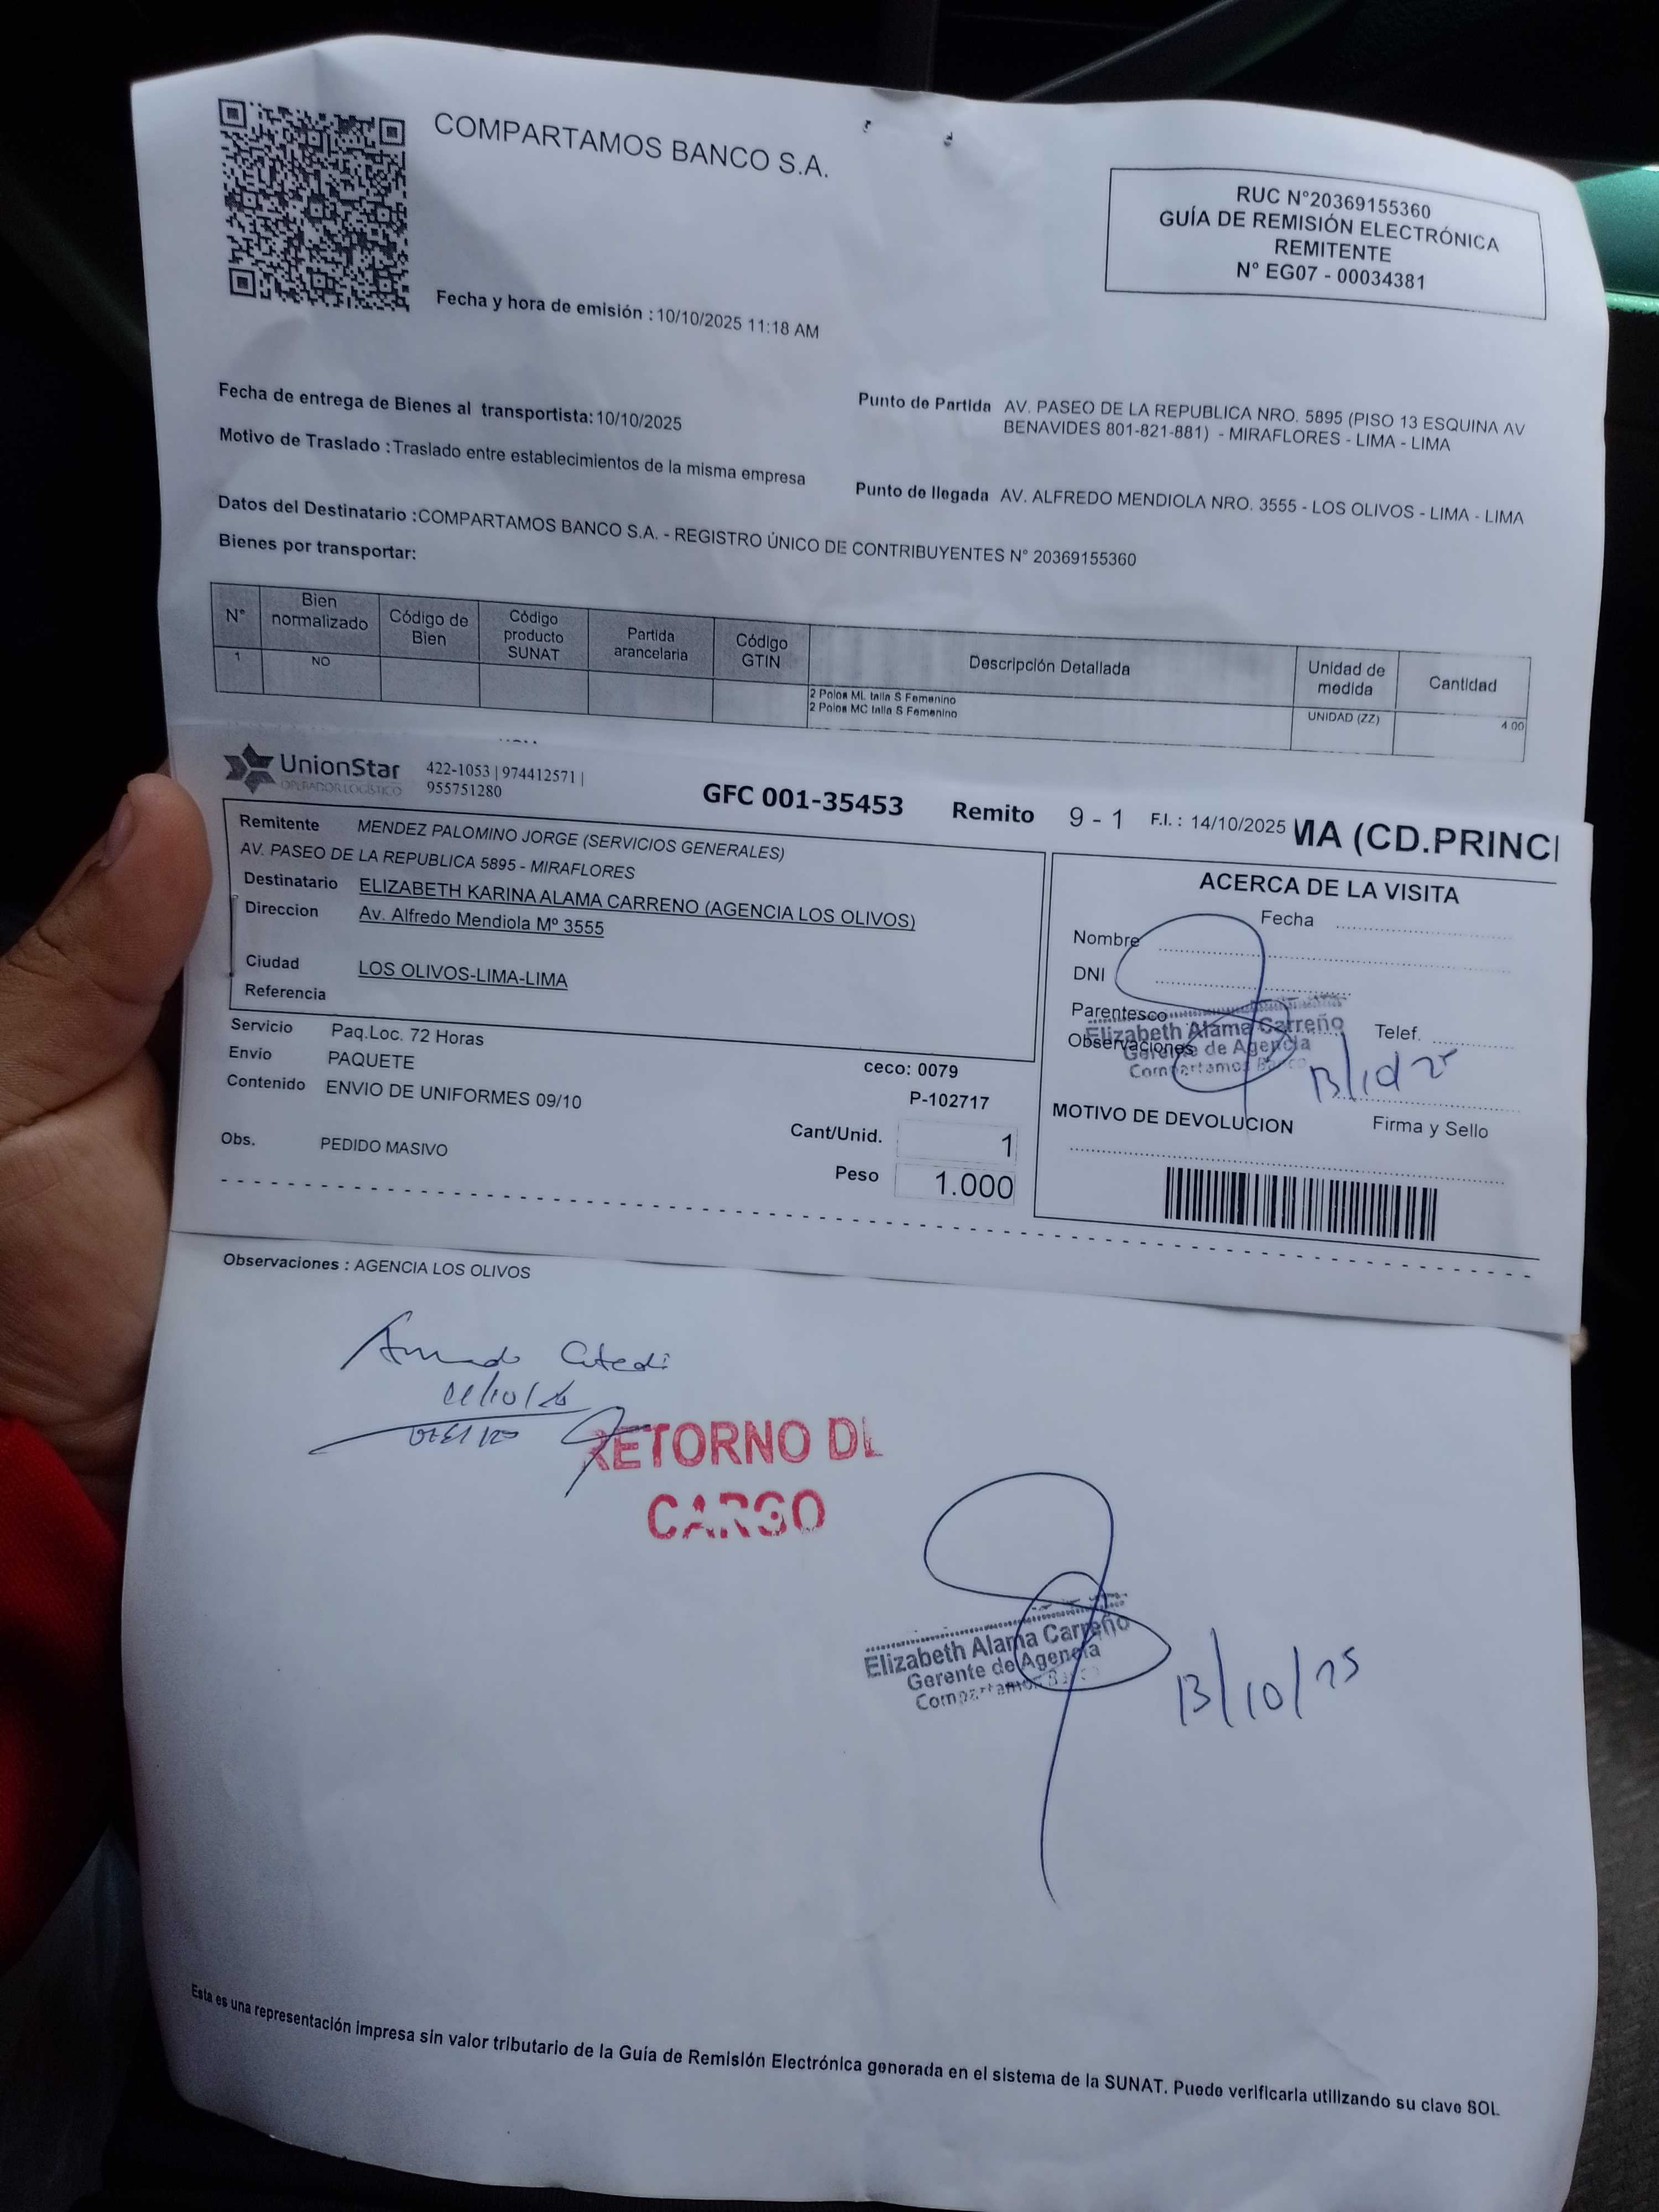 COMPARTAMOS BANCO S.A.
RUC N°20369155360
GUÍA DE REMISIÓN ELECTRÓNICA
REMITENTE
N° EG07 - 00034381
Fecha y hora de emisión : 10/10/2025 11:18 AM
Fecha de entrega de Bienes al transportista: 10/10/2025
Motivo de Traslado : Traslado entre establecimientos de la misma empresa
Punto de Partida AV. PASEO DE LA REPUBLICA NRO. 5895 (PISO 13 ESQUINA AV
BENAVIDES 801-821-881) - MIRAFLORES - LIMA - LIMA
Punto de llegada AV. ALFREDO MENDIOLA NRO. 3555 - LOS OLIVOS - LIMA - LIMA
Datos del Destinatario : COMPARTAMOS BANCO S.A. - REGISTRO ÚNICO DE CONTRIBUYENTES N° 20369155360
Bienes por transportar:
N° Bien normalizado Código de Bien Código producto SUNAT Partida arancelaria Código GTIN Descripción Detallada Unidad de medida Cantidad
1 NO 2 Polos ML talla S Femenino UNIDAD (ZZ) 4.00
2 Polos MC talla S Femenino
UnionStar
OPERADOR LOGÍSTICO
422-1053 | 974412571 |
955751280
GFC 001-35453 Remito 9 - 1 F.I. : 14/10/2025 MA (CD.PRINCI
Remitente MENDEZ PALOMINO JORGE (SERVICIOS GENERALES)
AV. PASEO DE LA REPUBLICA 5895 - MIRAFLORES
Destinatario ELIZABETH KARINA ALAMA CARRENO (AGENCIA LOS OLIVOS)
Direccion Av. Alfredo Mendiola Mº 3555
Ciudad LOS OLIVOS-LIMA-LIMA
Referencia
Servicio Paq.Loc. 72 Horas
Envio PAQUETE
Contenido ENVIO DE UNIFORMES 09/10
Obs. PEDIDO MASIVO
ceco: 0079
P-102717
Cant/Unid. 1
Peso 1.000
ACERCA DE LA VISITA
Fecha
Nombre
DNI
Parentesco
Observaciones
Telef.
Elizabeth Alama Carreño
Gerente de Agencia
Compartamos Banco
13/10/25
MOTIVO DE DEVOLUCION Firma y Sello
Observaciones : AGENCIA LOS OLIVOS
RETORNO DE
CARGO
Elizabeth Alama Carreño
Gerente de Agencia
Compartamos Banco
13/10/25
Esta es una representación impresa sin valor tributario de la Guía de Remisión Electrónica generada en el sistema de la SUNAT. Puede verificarla utilizando su clave SOL